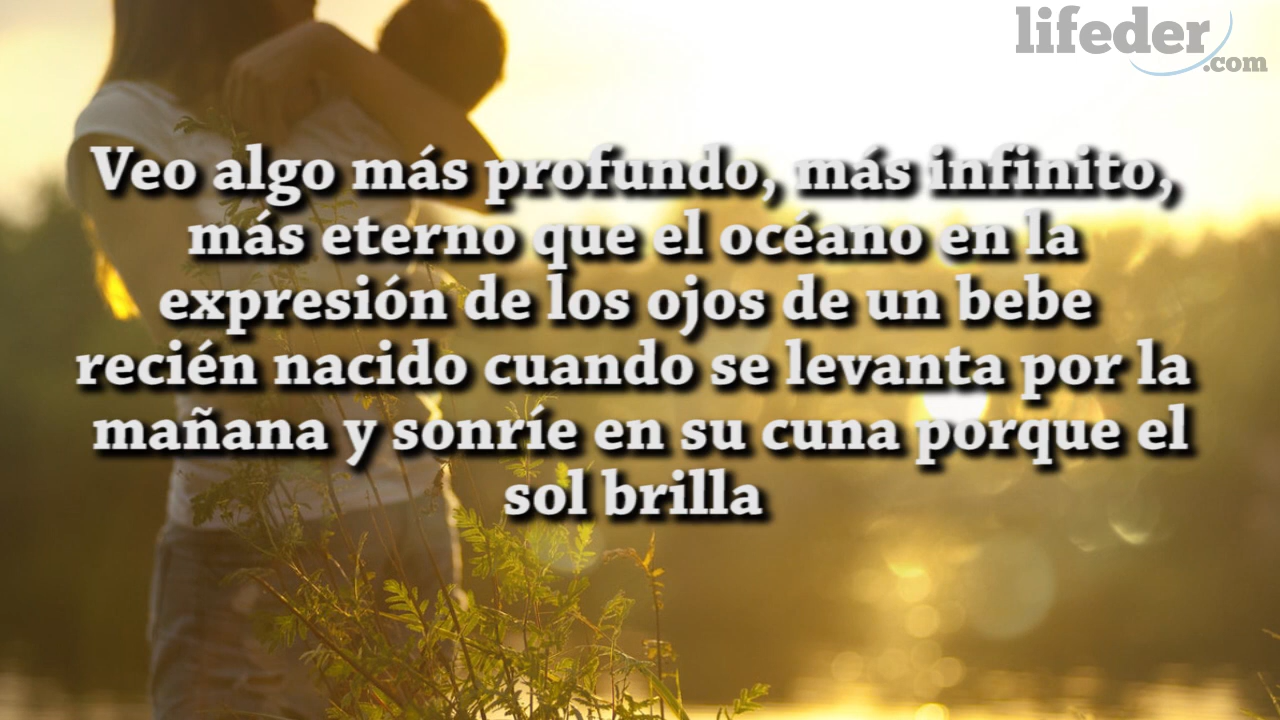 lifeder
.com
Veo algo más profundo, más infinito,
más eterno que el océano en la
expresión de los ojos de un bebe
recién nacido cuando se levanta por la
mañana y sonríe en su cuna porque el
sol brilla